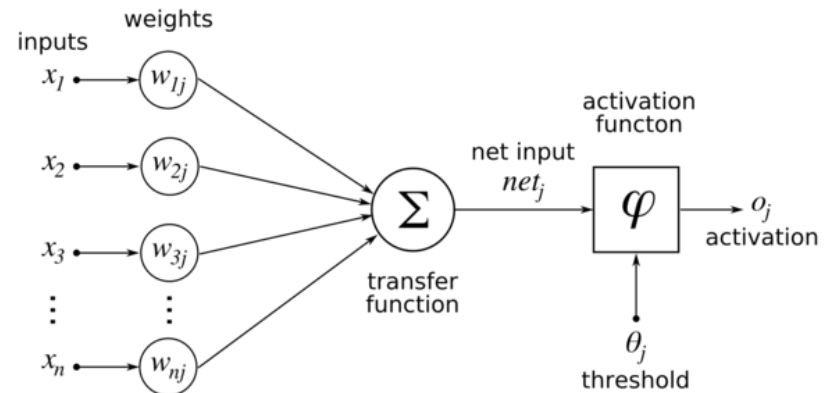 weights
inputs
x₁
w₁ⱼ
x₂
w₂ⱼ
x₃
w₃ⱼ
⋮
⋮
xₙ
wₙⱼ
Σ
transfer
function
net input
netⱼ
activation
functon
φ
oⱼ
activation
θⱼ
threshold